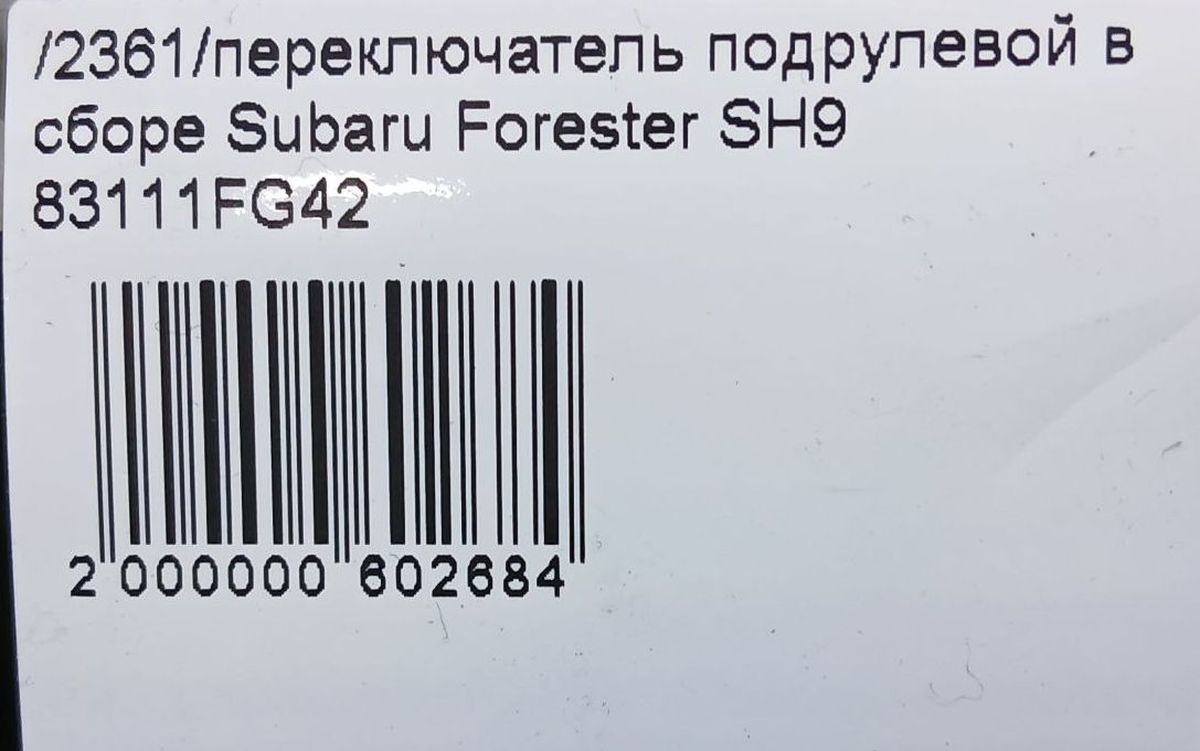 /2361/переключатель подрулевой в
сборе Subaru Forester SH9
83111FG42
2 000000 602684